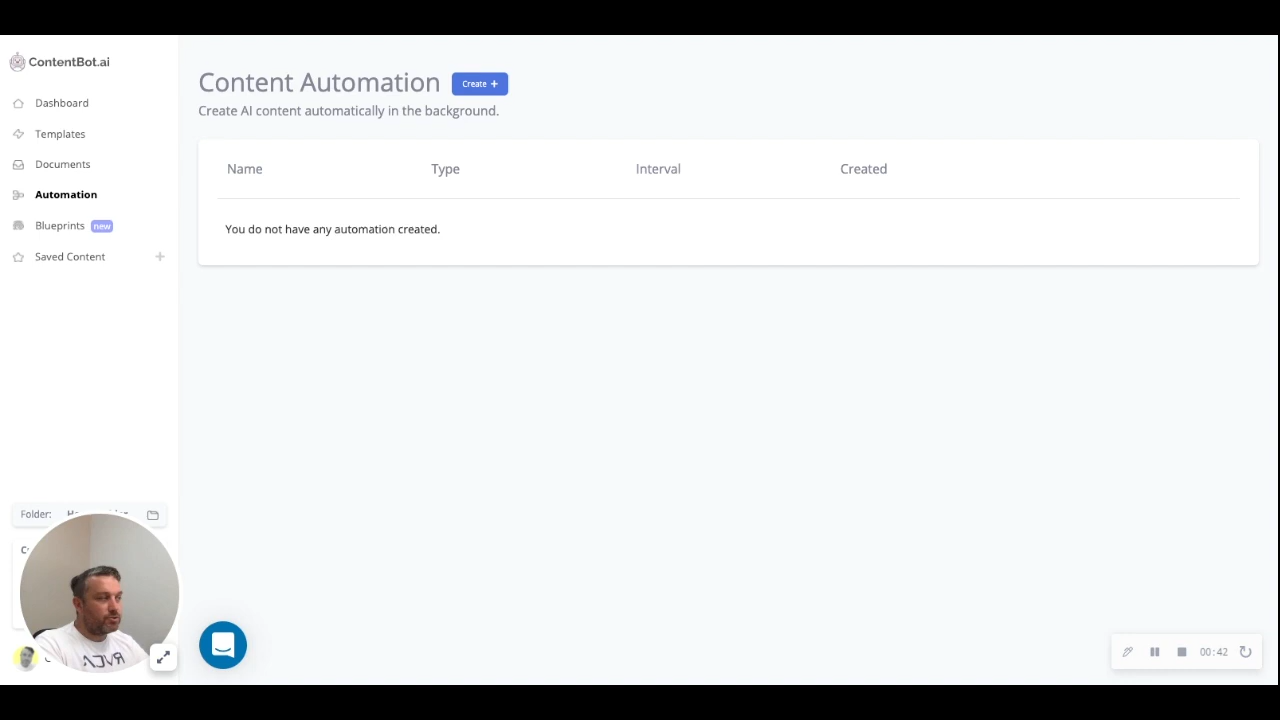 ContentBot.ai
Dashboard
Templates
Documents
Automation
Blueprints new
Saved Content
Content Automation
Create +
Create AI content automatically in the background.
Name Type Interval Created
You do not have any automation created.
Folder:
00:42